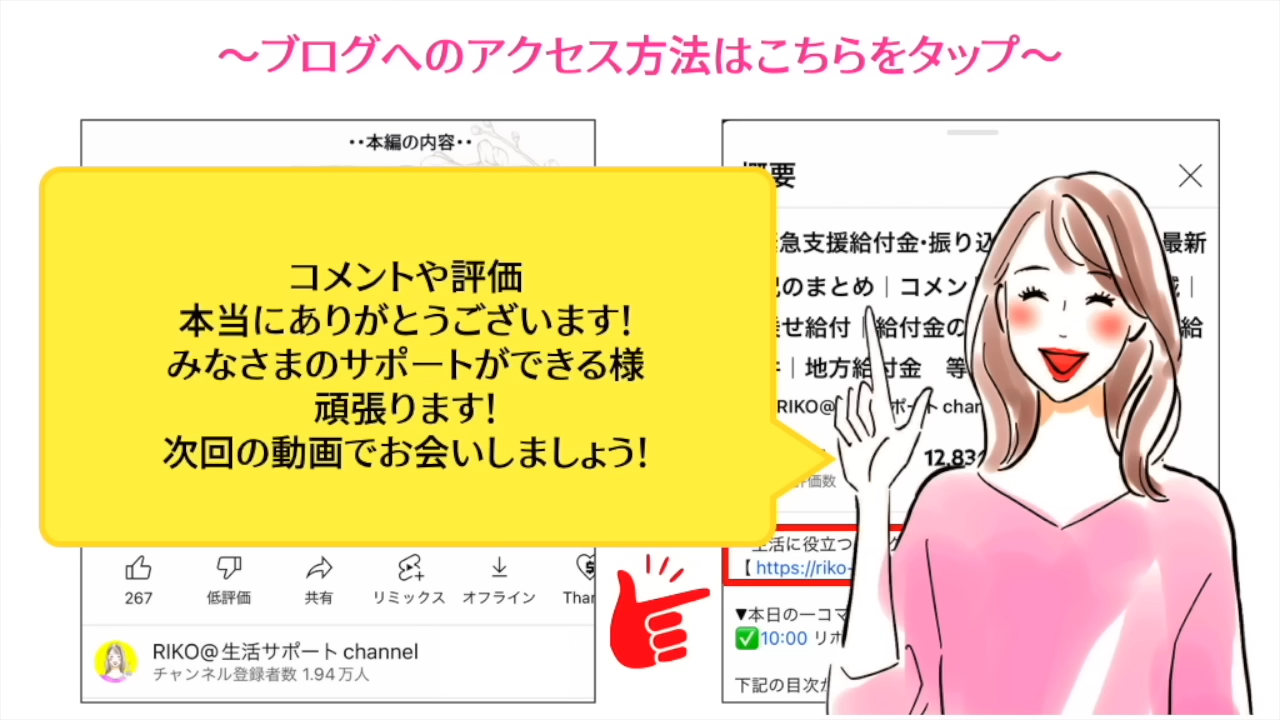 ～ブログへのアクセス方法はこちらをタップ～
・・本編の内容・・
コメントや評価
本当にありがとうございます!
みなさまのサポートができる様
頑張ります!
次回の動画でお会いしましょう!
267
低評価
共有
リミックス
オフライン
RIKO@生活サポート channel
チャンネル登録者数 1.94万人
要
急支援給付金・振り込
最新
のまとめ｜コメン
せ給付
給付金の
給
｜地方給付金 等
RIKO@
ポート chan
評価数
生活に役立つ
【 https://riko-
▼本日の一コマ
✅10:00 リホ
下記の目次か